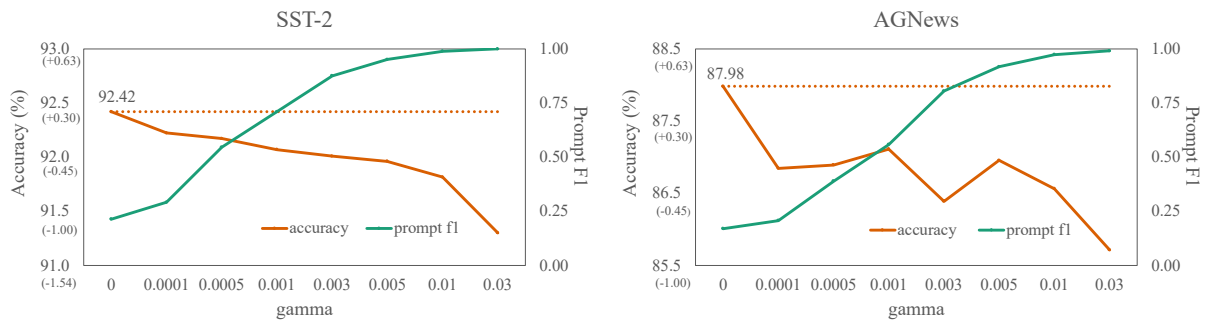 SST-2
Accuracy (%)
93.0
(+0.63)
92.5
(+0.30)
92.0
(-0.45)
91.5
(-1.00)
91.0
(-1.54)
92.42
accuracy
prompt f1
1.00
0.75
0.50
0.25
0.00
Prompt F1
0 0.0001 0.0005 0.001 0.003 0.005 0.01 0.03
gamma
AGNews
Accuracy (%)
88.5
(+0.63)
87.5
(+0.30)
86.5
(-0.45)
85.5
(-1.00)
87.98
accuracy
prompt f1
1.00
0.75
0.50
0.25
0.00
Prompt F1
0 0.0001 0.0005 0.001 0.003 0.005 0.01 0.03
gamma